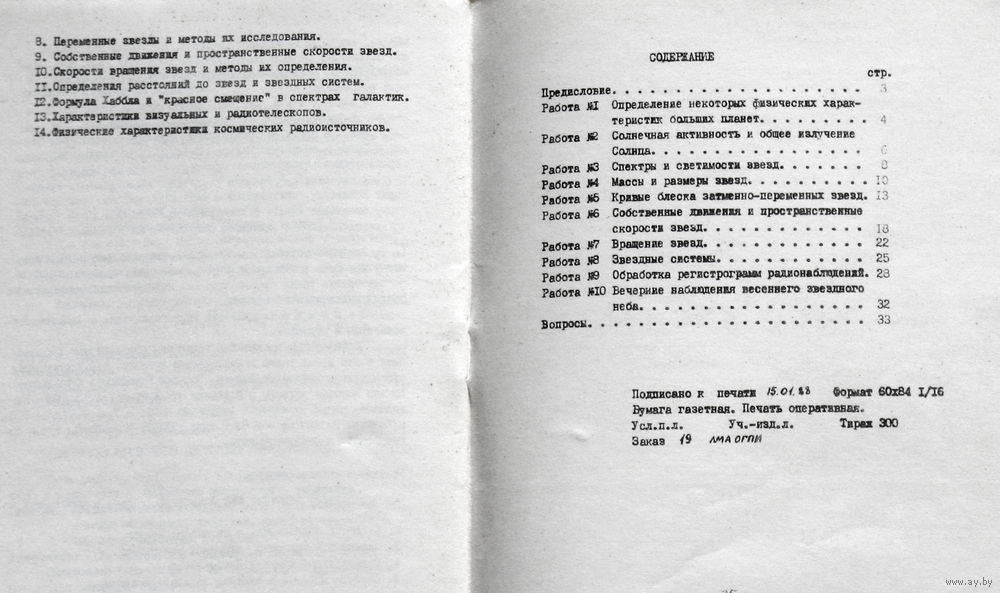 8. Переменные звезды и методы их исследования.
9. Собственные движения и пространственные скорости звезд.
10.Скорости вращения звезд и методы их определения.
11.Определения расстояний до звезд и звездных систем.
12.Формула Хаббла и "красное смещение" в спектрах галактик.
13.Характеристики визуальных и радиотелескопов.
14.Физические характеристики космических радиоисточников.
СОДЕРЖАНИЕ
стр.
Предисловие. . . . . . . . . . . . . . . . . . . 3
Работа №1 Определение некоторых физических харак-
теристик больших планет. . . . . . . . . 4
Работа №2 Солнечная активность и общее излучение
Солнца. . . . . . . . . . . . . . . . 6
Работа №3 Спектры и светимости звезд. . . . . . . 8
Работа №4 Массы и размеры звезд. . . . . . . . . 10
Работа №5 Кривые блеска затменно-переменных звезд. 13
Работа №6 Собственные движения и пространственные
скорости звезд. . . . . . . . . . . . 18
Работа №7 Вращение звезд. . . . . . . . . . . . 22
Работа №8 Звездные системы. . . . . . . . . . . 25
Работа №9 Обработка регистрограмм радионаблюдений. 28
Работа №10 Вечерние наблюдения весеннего звездного
неба. . . . . . . . . . . . . . . . . 32
Вопросы. . . . . . . . . . . . . . . . . . . . . 33
Подписано к печати 15.01.88 Формат 60х84 1/16
Бумага газетная. Печать оперативная.
Усл.п.л. Уч.-изд.л. Тираж 300
Заказ 19 ЛМА ОГПИ
www.ay.by